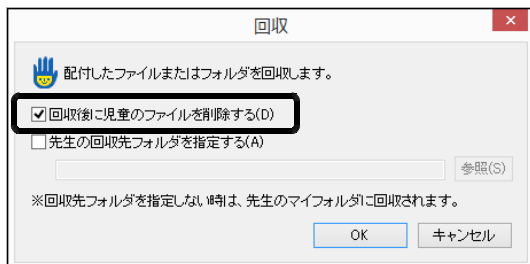 回収
配付したファイルまたはフォルダを回収します。
回収後に児童のファイルを削除する(D)
先生の回収先フォルダを指定する(A)
参照(S)
※回収先フォルダを指定しない時は、先生のマイフォルダに回収されます。
OK
キャンセル